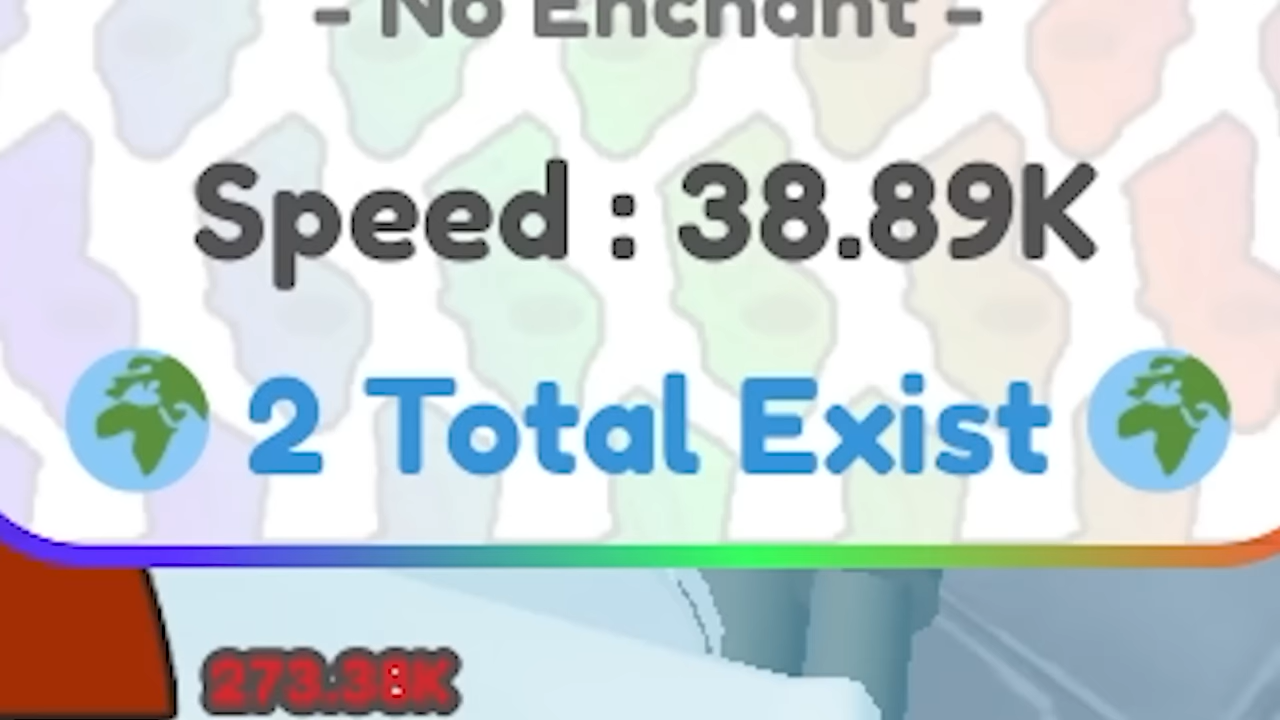 - No Enchant -
Speed : 38.89K
2 Total Exist
273.38K